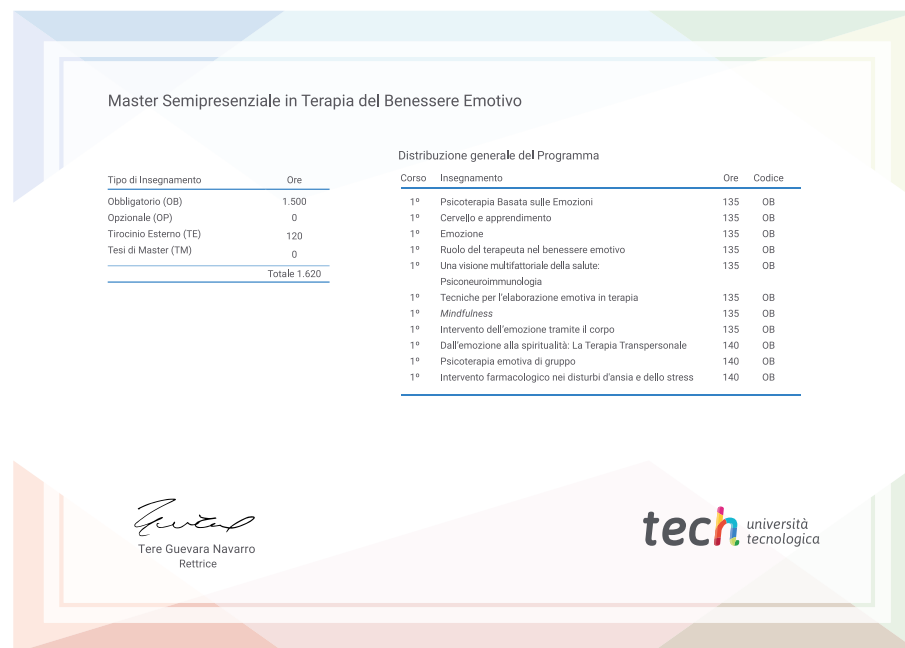 Master Semipresenziale in Terapia del Benessere Emotivo
Tipo di Insegnamento Ore
Obbligatorio (OB) 1.500
Opzionale (OP) 0
Tirocinio Esterno (TE) 120
Tesi di Master (TM) 0
Totale 1.620
Distribuzione generale del Programma
Corso Insegnamento Ore Codice
1º Psicoterapia Basata sulle Emozioni 135 OB
1º Cervello e apprendimento 135 OB
1º Emozione 135 OB
1º Ruolo del terapeuta nel benessere emotivo 135 OB
1º Una visione multifattoriale della salute: 135 OB
Psiconeuroimmunologia
1º Tecniche per l'elaborazione emotiva in terapia 135 OB
1º Mindfulness 135 OB
1º Intervento dell'emozione tramite il corpo 135 OB
1º Dall'emozione alla spiritualità: La Terapia Transpersonale 140 OB
1º Psicoterapia emotiva di gruppo 140 OB
1º Intervento farmacologico nei disturbi d'ansia e dello stress 140 OB
Tere Guevara Navarro
Rettrice
tech università
tecnologica